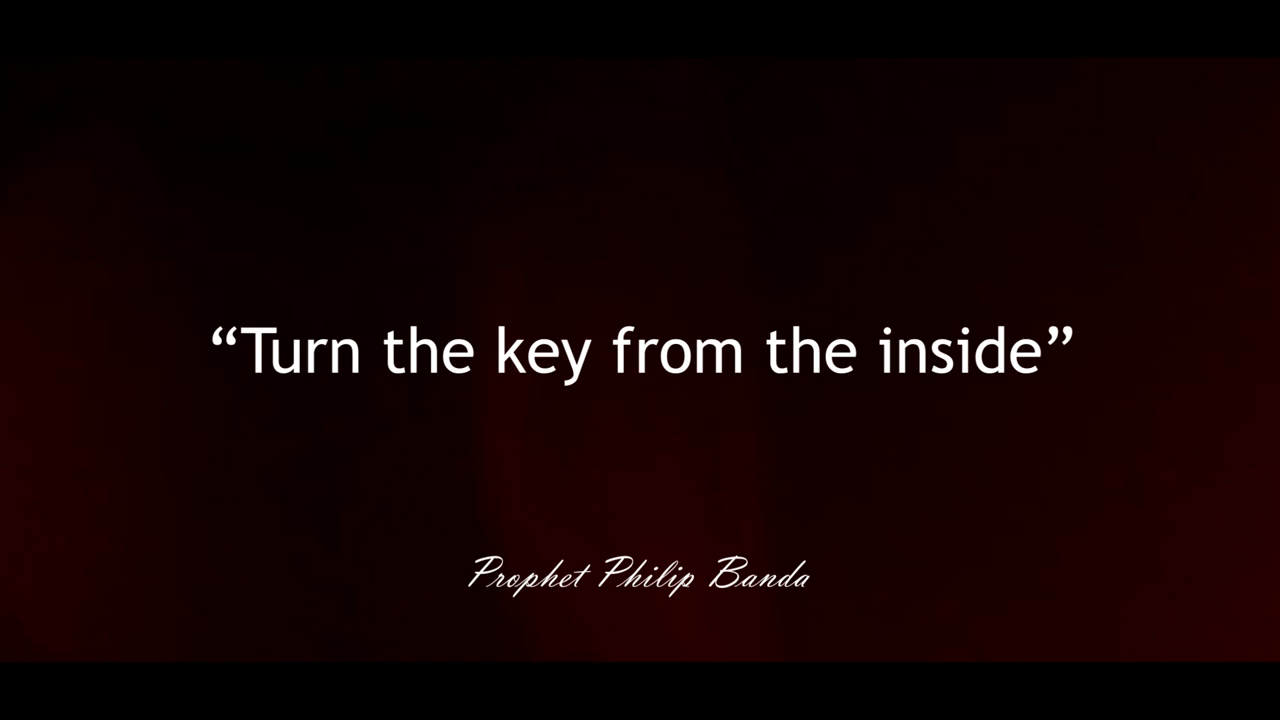 “Turn the key from the inside”
Prophet Philip Banda